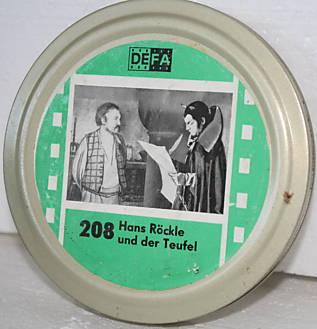 DEFA
208 Hans Röckle
und der Teufel